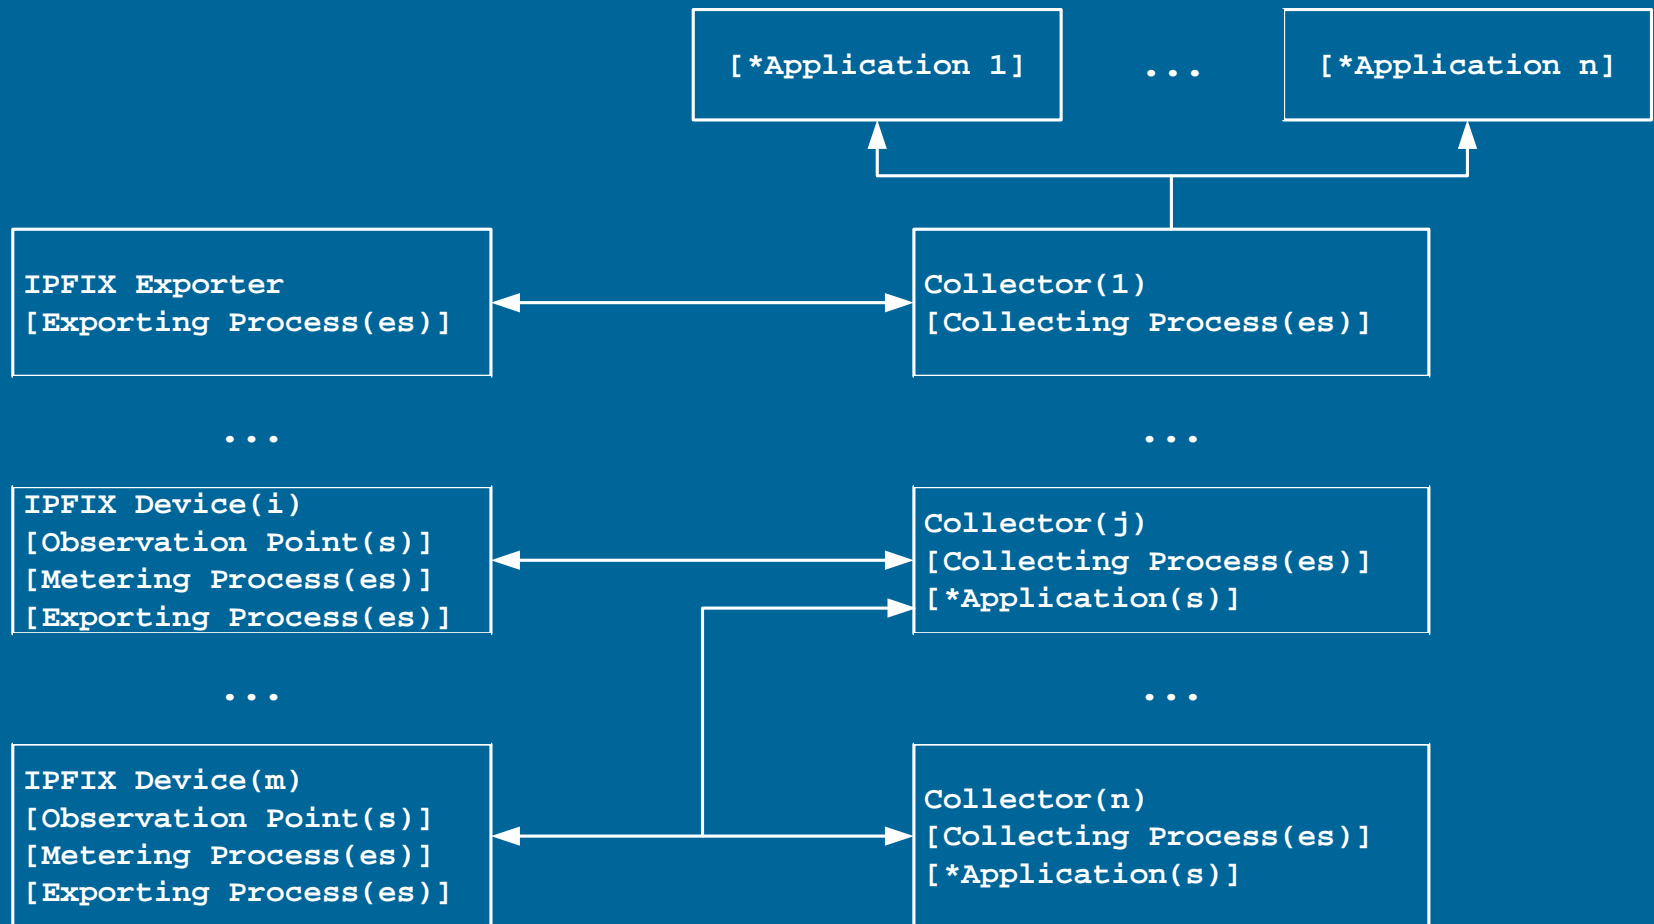 [*Application 1]
...
[*Application n]
IPFIX Exporter
[Exporting Process(es)]
Collector(1)
[Collecting Process(es)]
...
...
IPFIX Device(i)
[Observation Point(s)]
[Metering Process(es)]
[Exporting Process(es)]
Collector(j)
[Collecting Process(es)]
[*Application(s)]
...
...
IPFIX Device(m)
[Observation Point(s)]
[Metering Process(es)]
[Exporting Process(es)]
Collector(n)
[Collecting Process(es)]
[*Application(s)]